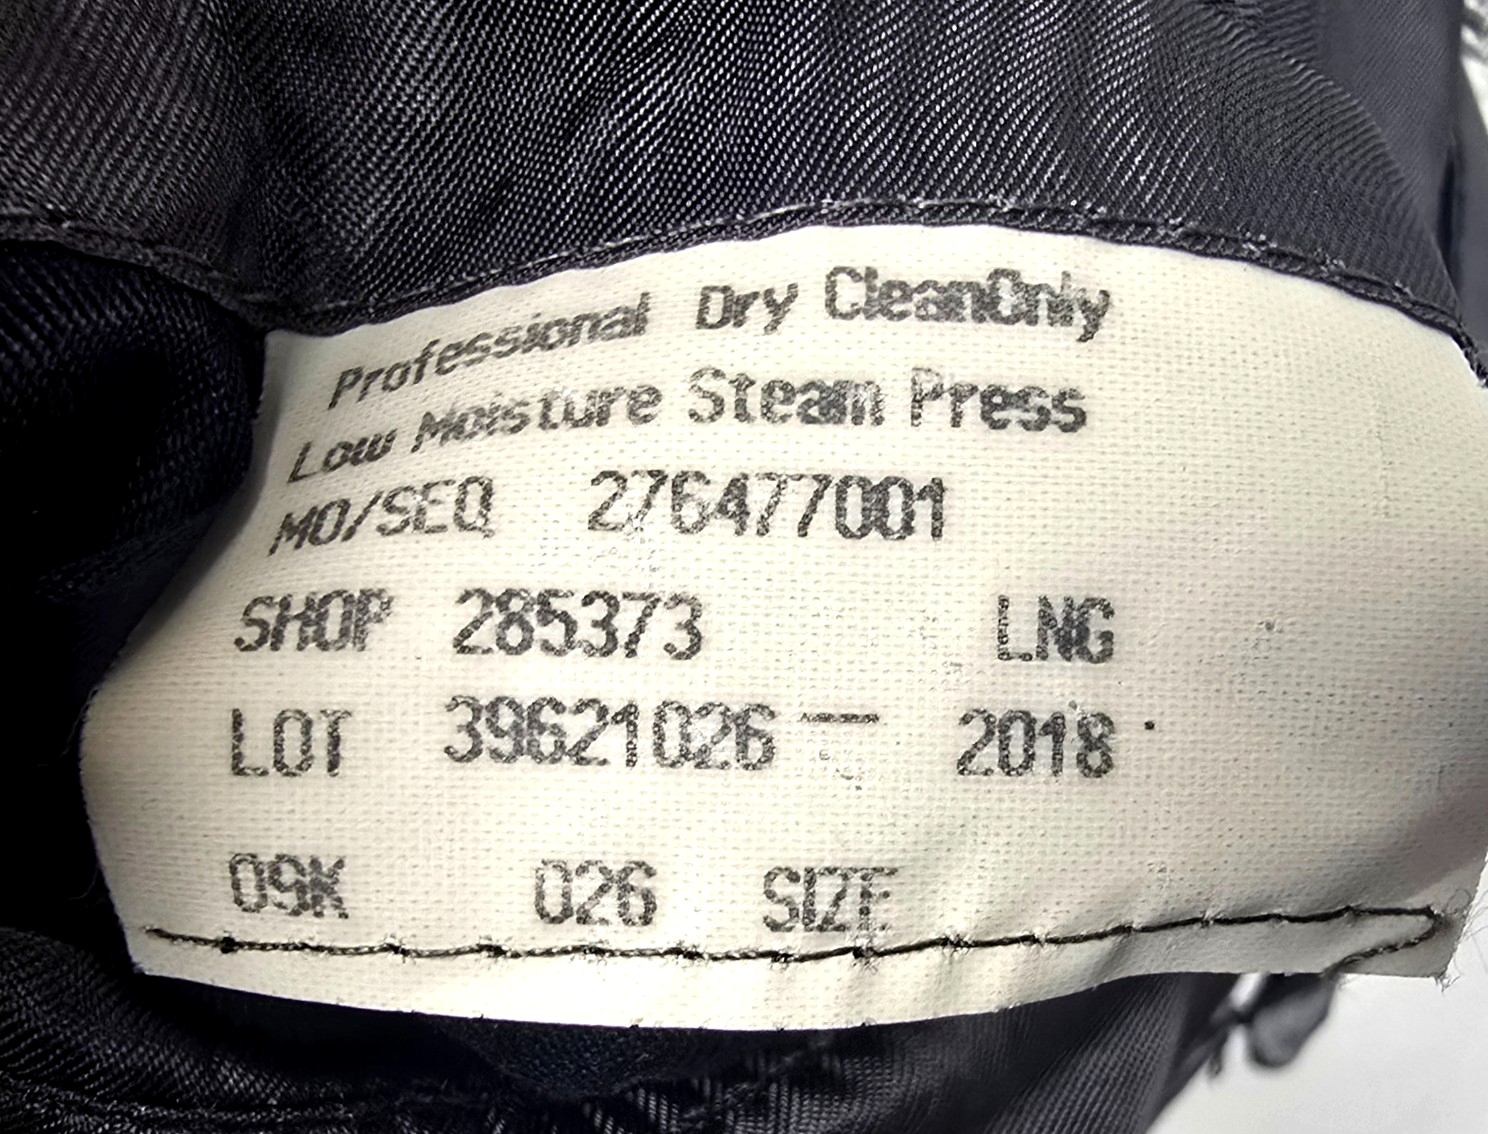 Professional Dry CleanOnly
Low Moisture Steam Press
MO/SEQ 276477001
SHOP 285373 LNG
LOT 39621026 — 2018
09K 026 SIZE